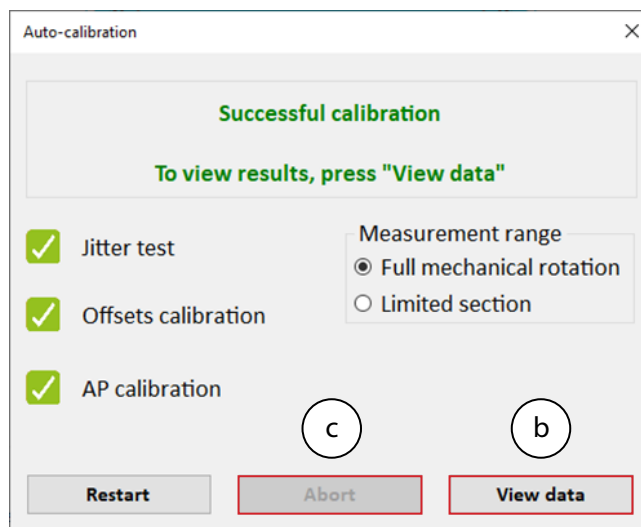 Auto-calibration
Successful calibration
To view results, press "View data"
Jitter test
Offsets calibration
AP calibration
Measurement range
Full mechanical rotation
Limited section
c
b
Restart
Abort
View data